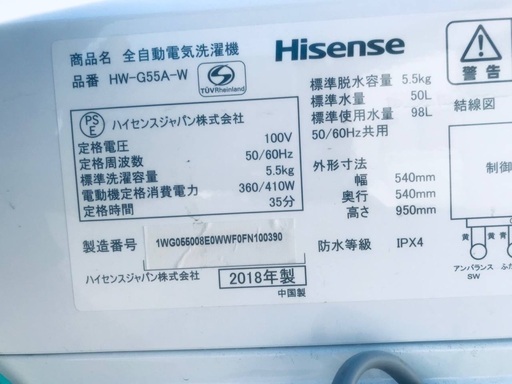 商品名 全自動電気洗濯機
品番 HW-G55A-W
TÜVRheinland
Hisense
警告
PS
E
ハイセンスジャパン株式会社
定格電圧 100V
定格周波数 50/60Hz
標準洗濯容量 5.5kg
電動機定格消費電力 360/410W
定格時間 35分
製造番号 1WG055008E0WWF0FN100390
ハイセンスジャパン株式会社 2018年製
中国製
標準脱水容量 5.5kg
標準水量 50L
標準使用水量 98L
50/60Hz共用
外形寸法
幅 540mm
奥行 540mm
高さ 950mm
防水等級 IPX4
結線図
制御
黄 黄 青
アンバランス
SW
ふた